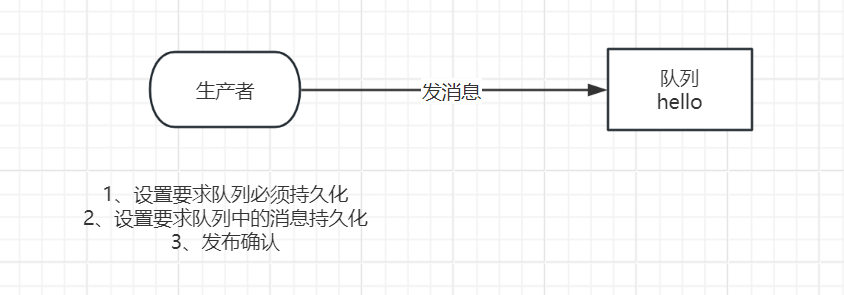 生产者
发消息
队列
hello
1、设置要求队列必须持久化
2、设置要求队列中的消息持久化
3、发布确认